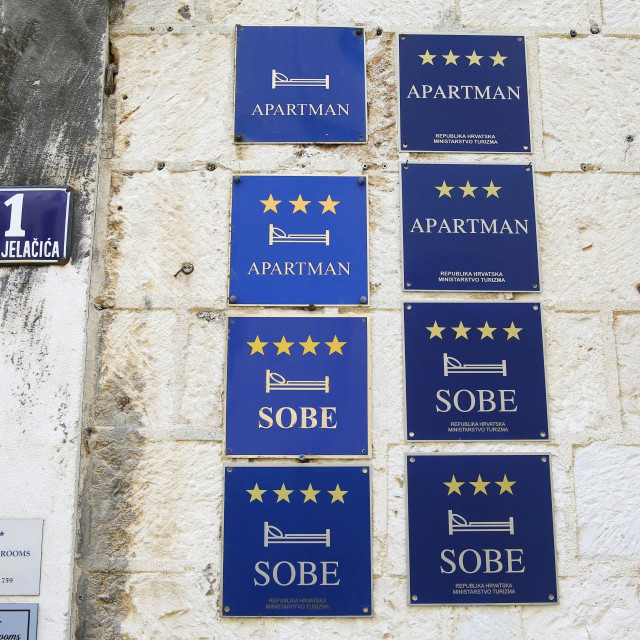 1
JELAČIĆA
APARTMAN
APARTMAN
REPUBLIKA HRVATSKA
MINISTARSTVO TURIZMA
APARTMAN
APARTMAN
REPUBLIKA HRVATSKA
MINISTARSTVO TURIZMA
SOBE
SOBE
REPUBLIKA HRVATSKA
MINISTARSTVO TURIZMA
SOBE
REPUBLIKA HRVATSKA
MINISTARSTVO TURIZMA
SOBE
REPUBLIKA HRVATSKA
MINISTARSTVO TURIZMA
ROOMS
759